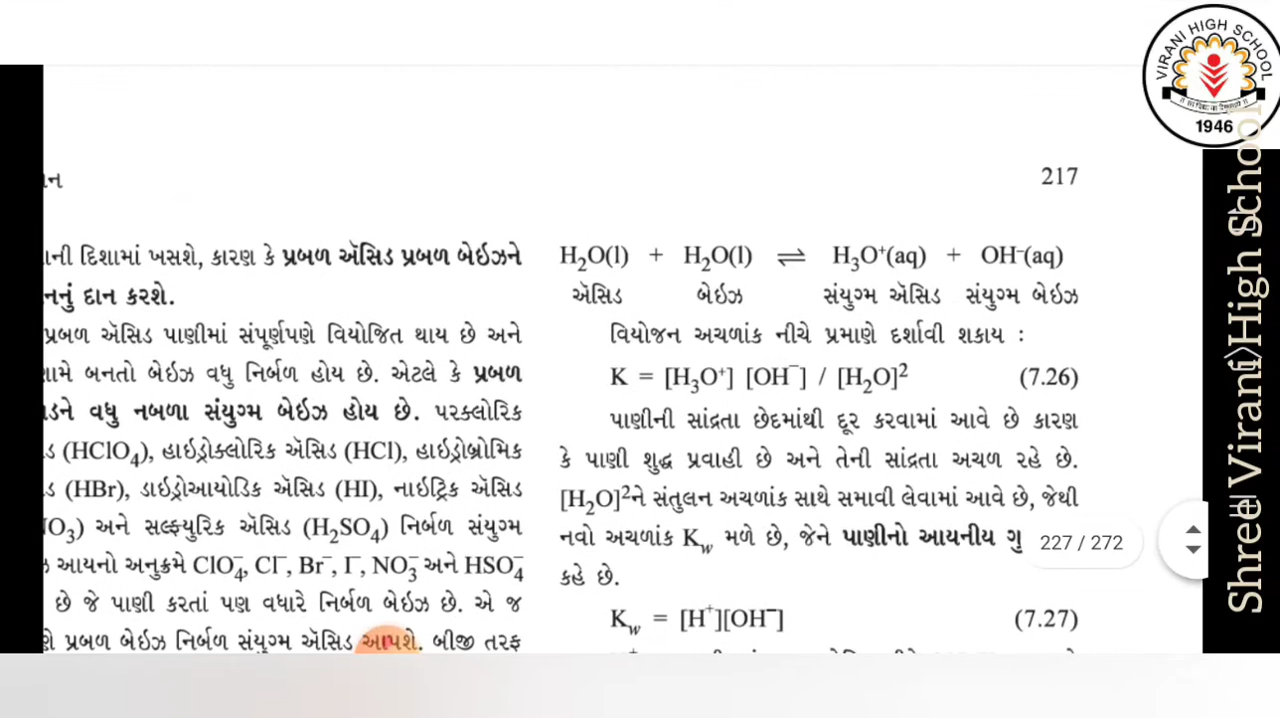 217
ાની દિશામાં ખસશે, કારણ કે પ્રબળ ઍસિડ પ્રબળ બેઇઝને
નનું દાન કરશે.
પ્રબળ ઍસિડ પાણીમાં સંપૂર્ણપણે વિયોજિત થાય છે અને
ામે બનતો બેઇઝ વધુ નિર્બળ હોય છે. એટલે કે પ્રબળ
ડને વધુ નબળા સંયુગ્મ બેઇઝ હોય છે. પરક્લોરિક
ડ (HClO₄), હાઇડ્રોક્લોરિક ઍસિડ (HCl), હાઇડ્રોબ્રોમિક
ડ (HBr), ડાઇડ્રોઆયોડિક ઍસિડ (HI), નાઇટ્રિક ઍસિડ
O₃) અને સલ્ફ્યુરિક ઍસિડ (H₂SO₄) નિર્બળ સંયુગ્મ
આયનો અનુક્રમે ClO₄⁻, Cl⁻, Br⁻, I⁻, NO₃⁻ અને HSO₄⁻
છે જે પાણી કરતાં પણ વધારે નિર્બળ બેઇઝ છે. એ જ
ણે પ્રબળ બેઇઝ નિર્બળ સંયુગ્મ ઍસિડ આપશે. બીજી તરફ
H₂O(l) + H₂O(l) ⇌ H₃O⁺(aq) + OH⁻(aq)
ઍસિડ બેઇઝ સંયુગ્મ ઍસિડ સંયુગ્મ બેઇઝ
વિયોજન અચળાંક નીચે પ્રમાણે દર્શાવી શકાય :
K = [H₃O⁺] [OH⁻] / [H₂O]² (7.26)
પાણીની સાંદ્રતા છેદમાંથી દૂર કરવામાં આવે છે કારણ
કે પાણી શુદ્ધ પ્રવાહી છે અને તેની સાંદ્રતા અચળ રહે છે.
[H₂O]²ને સંતુલન અચળાંક સાથે સમાવી લેવામાં આવે છે, જેથી
નવો અચળાંક Kw મળે છે, જેને પાણીનો આયનીય ગુ
કહે છે.
Kw = [H⁺][OH⁻] (7.27)
227 / 272
VIRANI HIGH SCHOOL
1946
Shree Virani High School